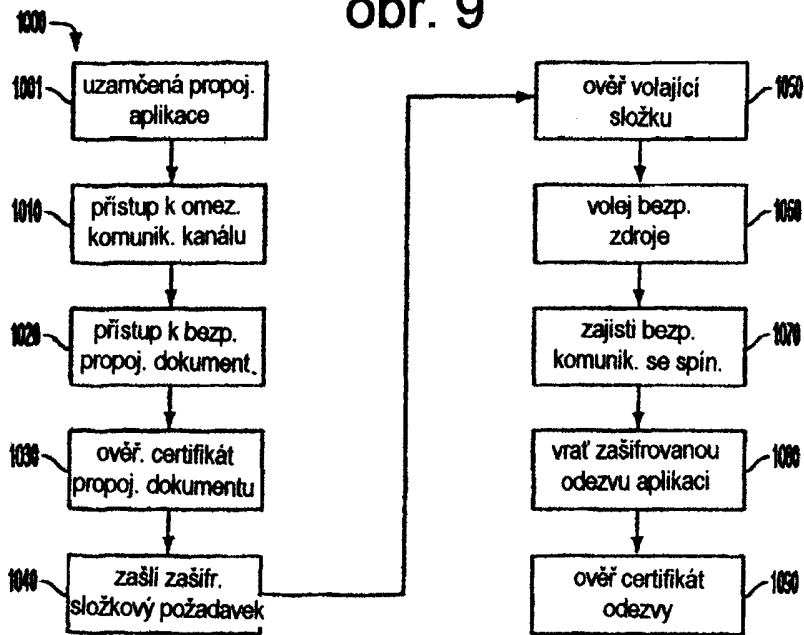 obr. 9
1000
1001
uzamčená propoj.
aplikace
1010
přístup k omez.
komunik. kanálu
1020
přístup k bezp.
propoj. dokument.
1030
ověř. certifikát
propoj. dokumentu
1040
zašli zašifr.
složkový požadavek
ověř volající
složku
1050
volej bezp.
zdroje
1060
zajisti bezp.
komunik. se spín.
1070
vrať zašifrovanou
odezvu aplikaci
1080
ověř certifikát
odezvy
1090